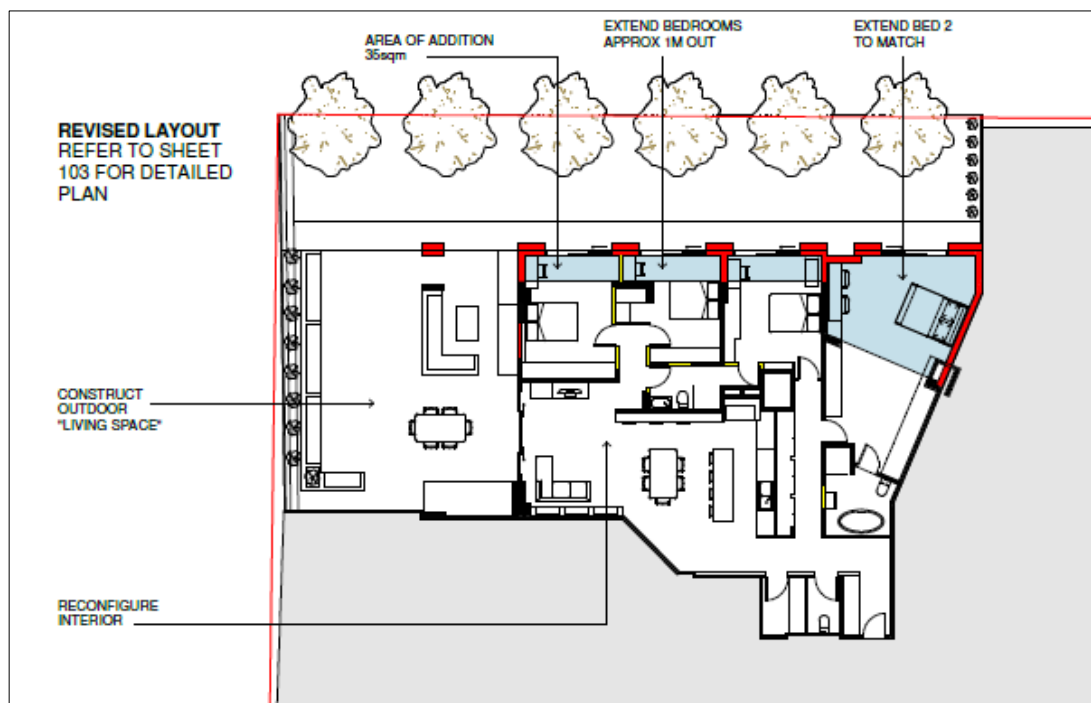 AREA OF ADDITION
35sqm
EXTEND BEDROOMS
APPROX 1M OUT
EXTEND BED 2
TO MATCH
REVISED LAYOUT
REFER TO SHEET
103 FOR DETAILED
PLAN
CONSTRUCT
OUTDOOR
"LIVING SPACE"
RECONFIGURE
INTERIOR